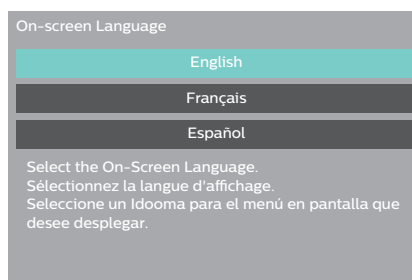 On-screen Language
English
Français
Español
Select the On-Screen Language.
Sélectionnez la langue d'affichage.
Seleccione un Idooma para el menú en pantalla que
desee desplegar.